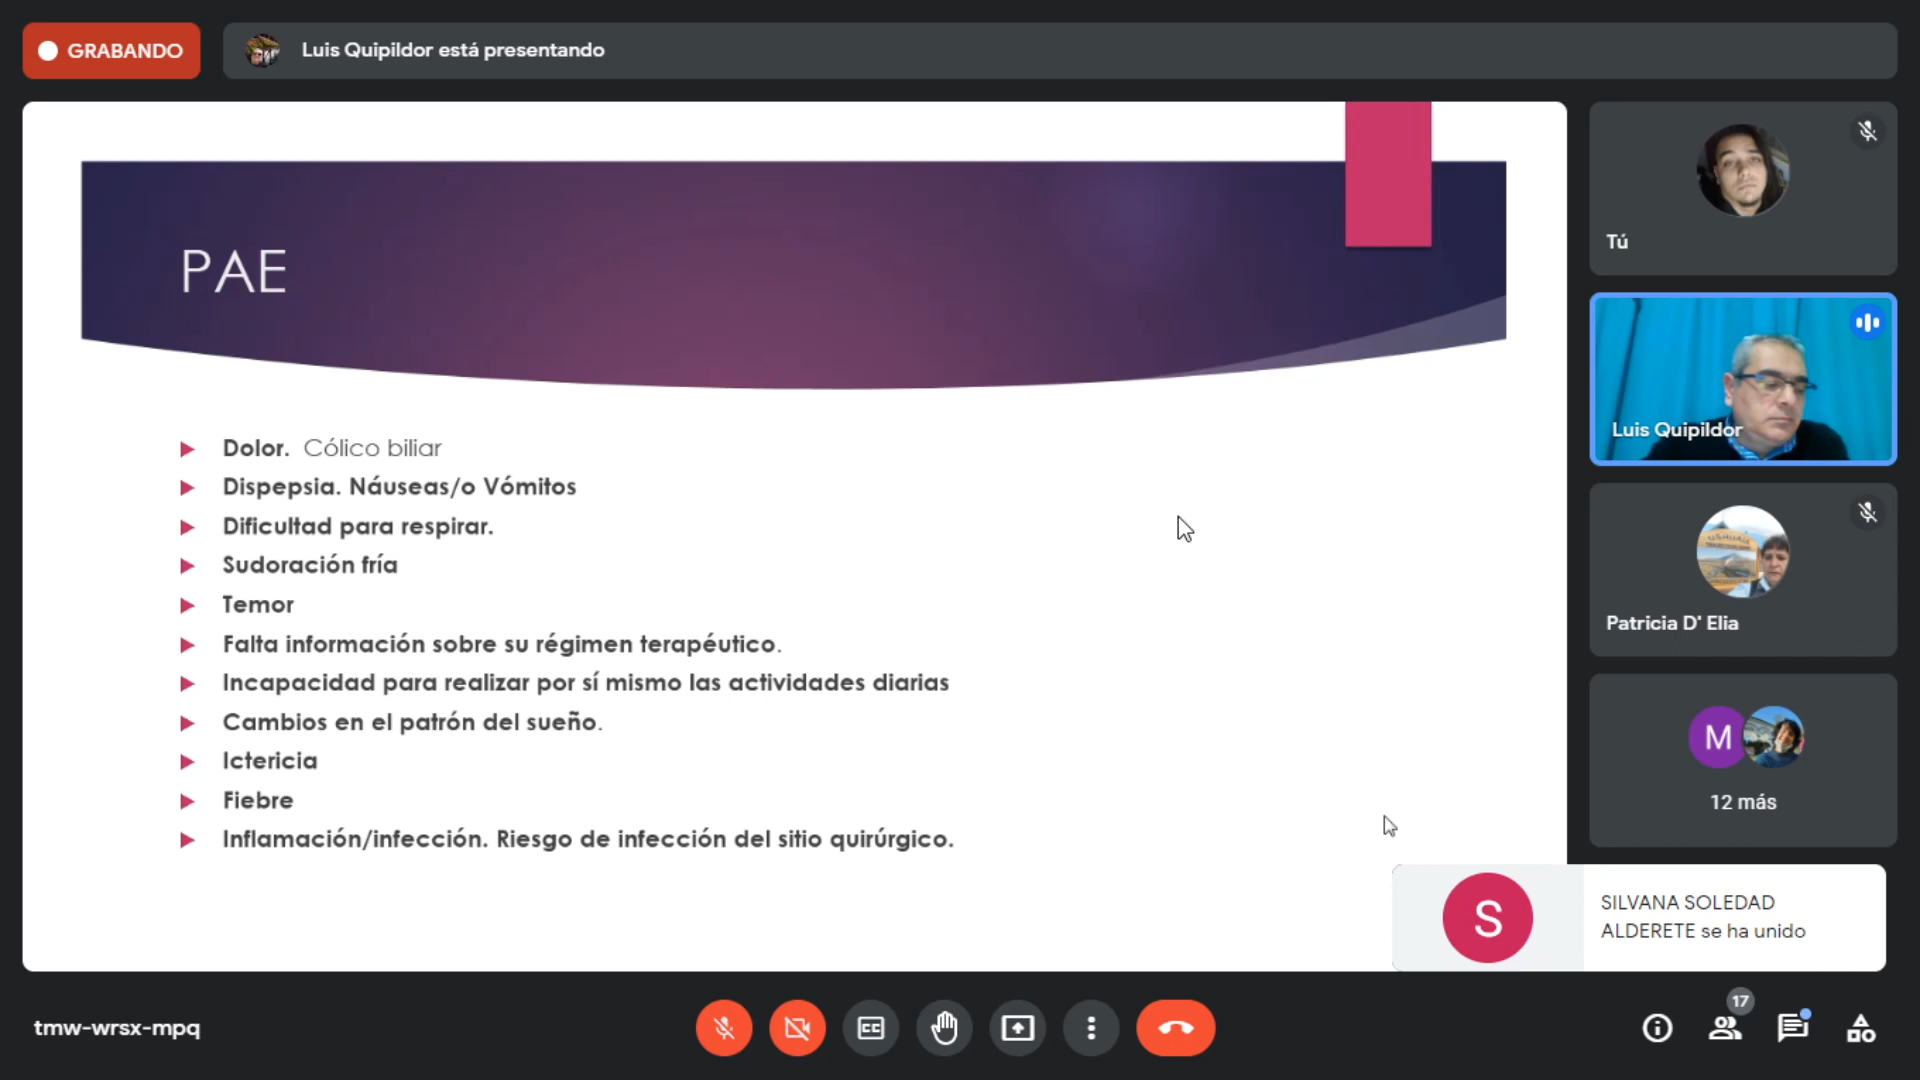 GRABANDO
Luis Quipildor está presentando
PAE
Dolor. Cólico biliar
Dispepsia. Náuseas/o Vómitos
Dificultad para respirar.
Sudoración fría
Temor
Falta información sobre su régimen terapéutico.
Incapacidad para realizar por sí mismo las actividades diarias
Cambios en el patrón del sueño.
Ictericia
Fiebre
Inflamación/infección. Riesgo de infección del sitio quirúrgico.
Tú
Luis Quipildor
USHUAIA
Patricia D' Elia
M
12 más
S
SILVANA SOLEDAD
ALDERETE se ha unido
tmw-wrsx-mpq
CC
17